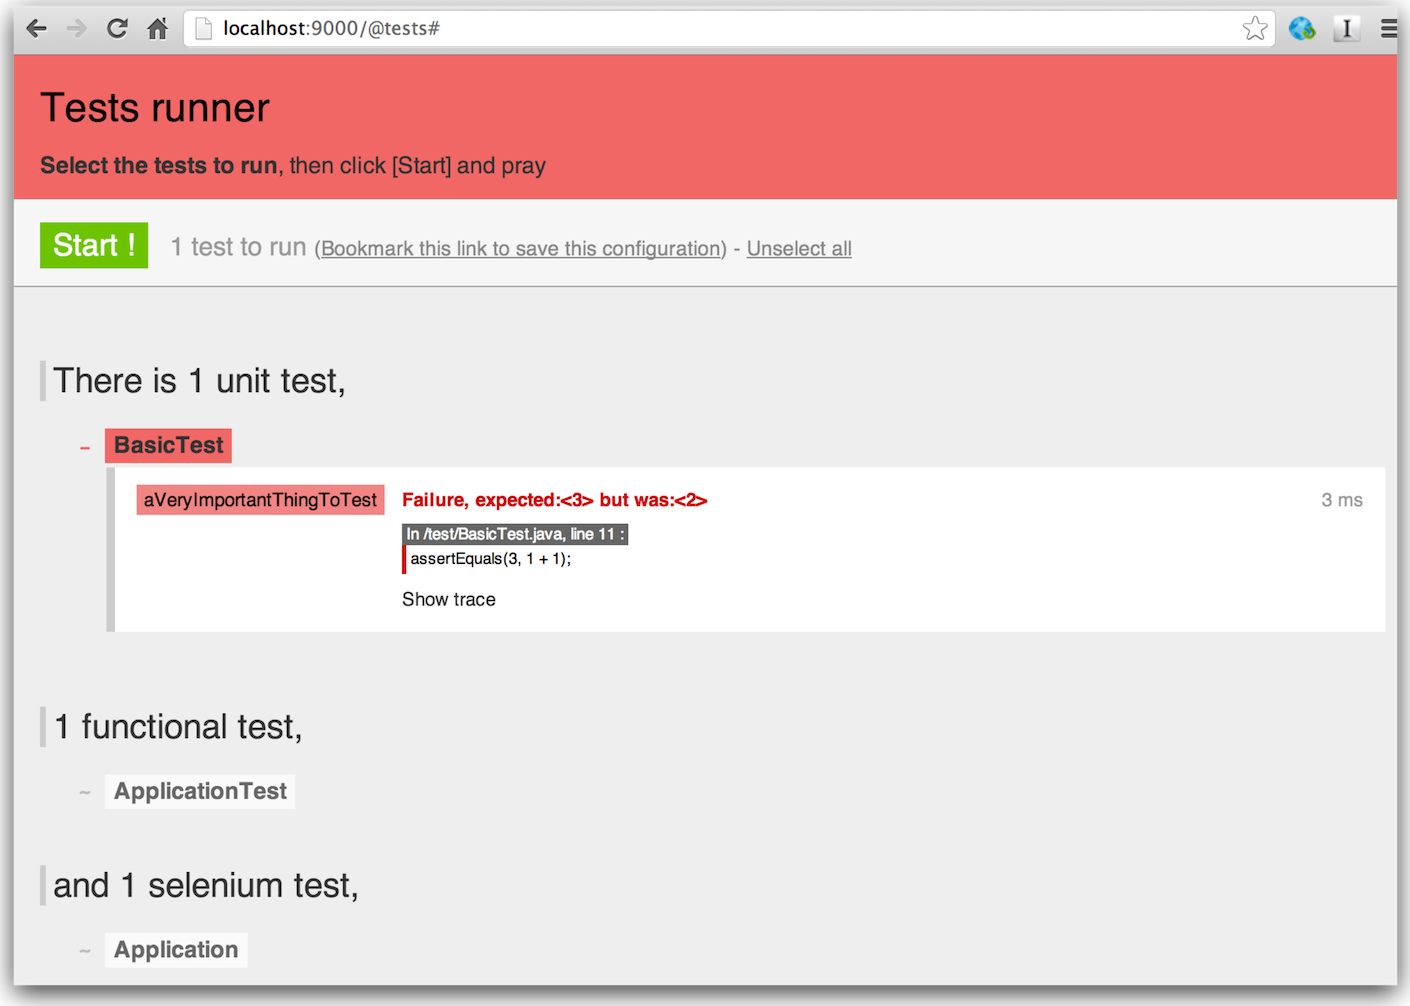 localhost:9000/@tests#
Tests runner
Select the tests to run, then click [Start] and pray
Start ! 1 test to run (Bookmark this link to save this configuration) - Unselect all
There is 1 unit test,
– BasicTest
aVeryImportantThingToTest Failure, expected:<3> but was:<2> 3 ms
In /test/BasicTest.java, line 11 :
assertEquals(3, 1 + 1);
Show trace
1 functional test,
~ ApplicationTest
and 1 selenium test,
~ Application